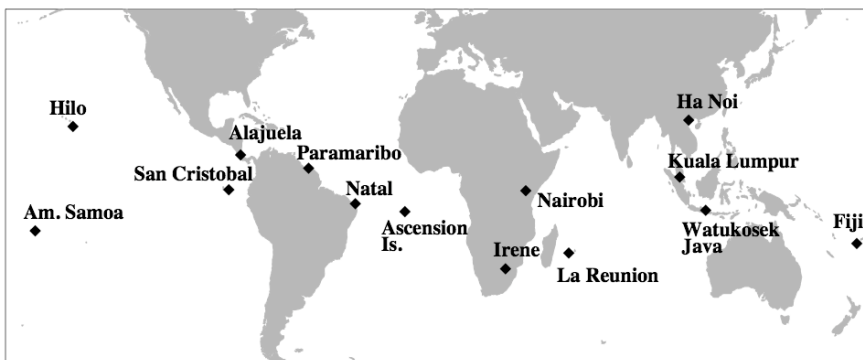 Hilo
Ha Noi
Alajuela
Paramaribo
San Cristobal
Kuala Lumpur
Natal
Nairobi
Am. Samoa
Ascension
Is.
Watukosek
Java
Fiji
Irene
La Reunion